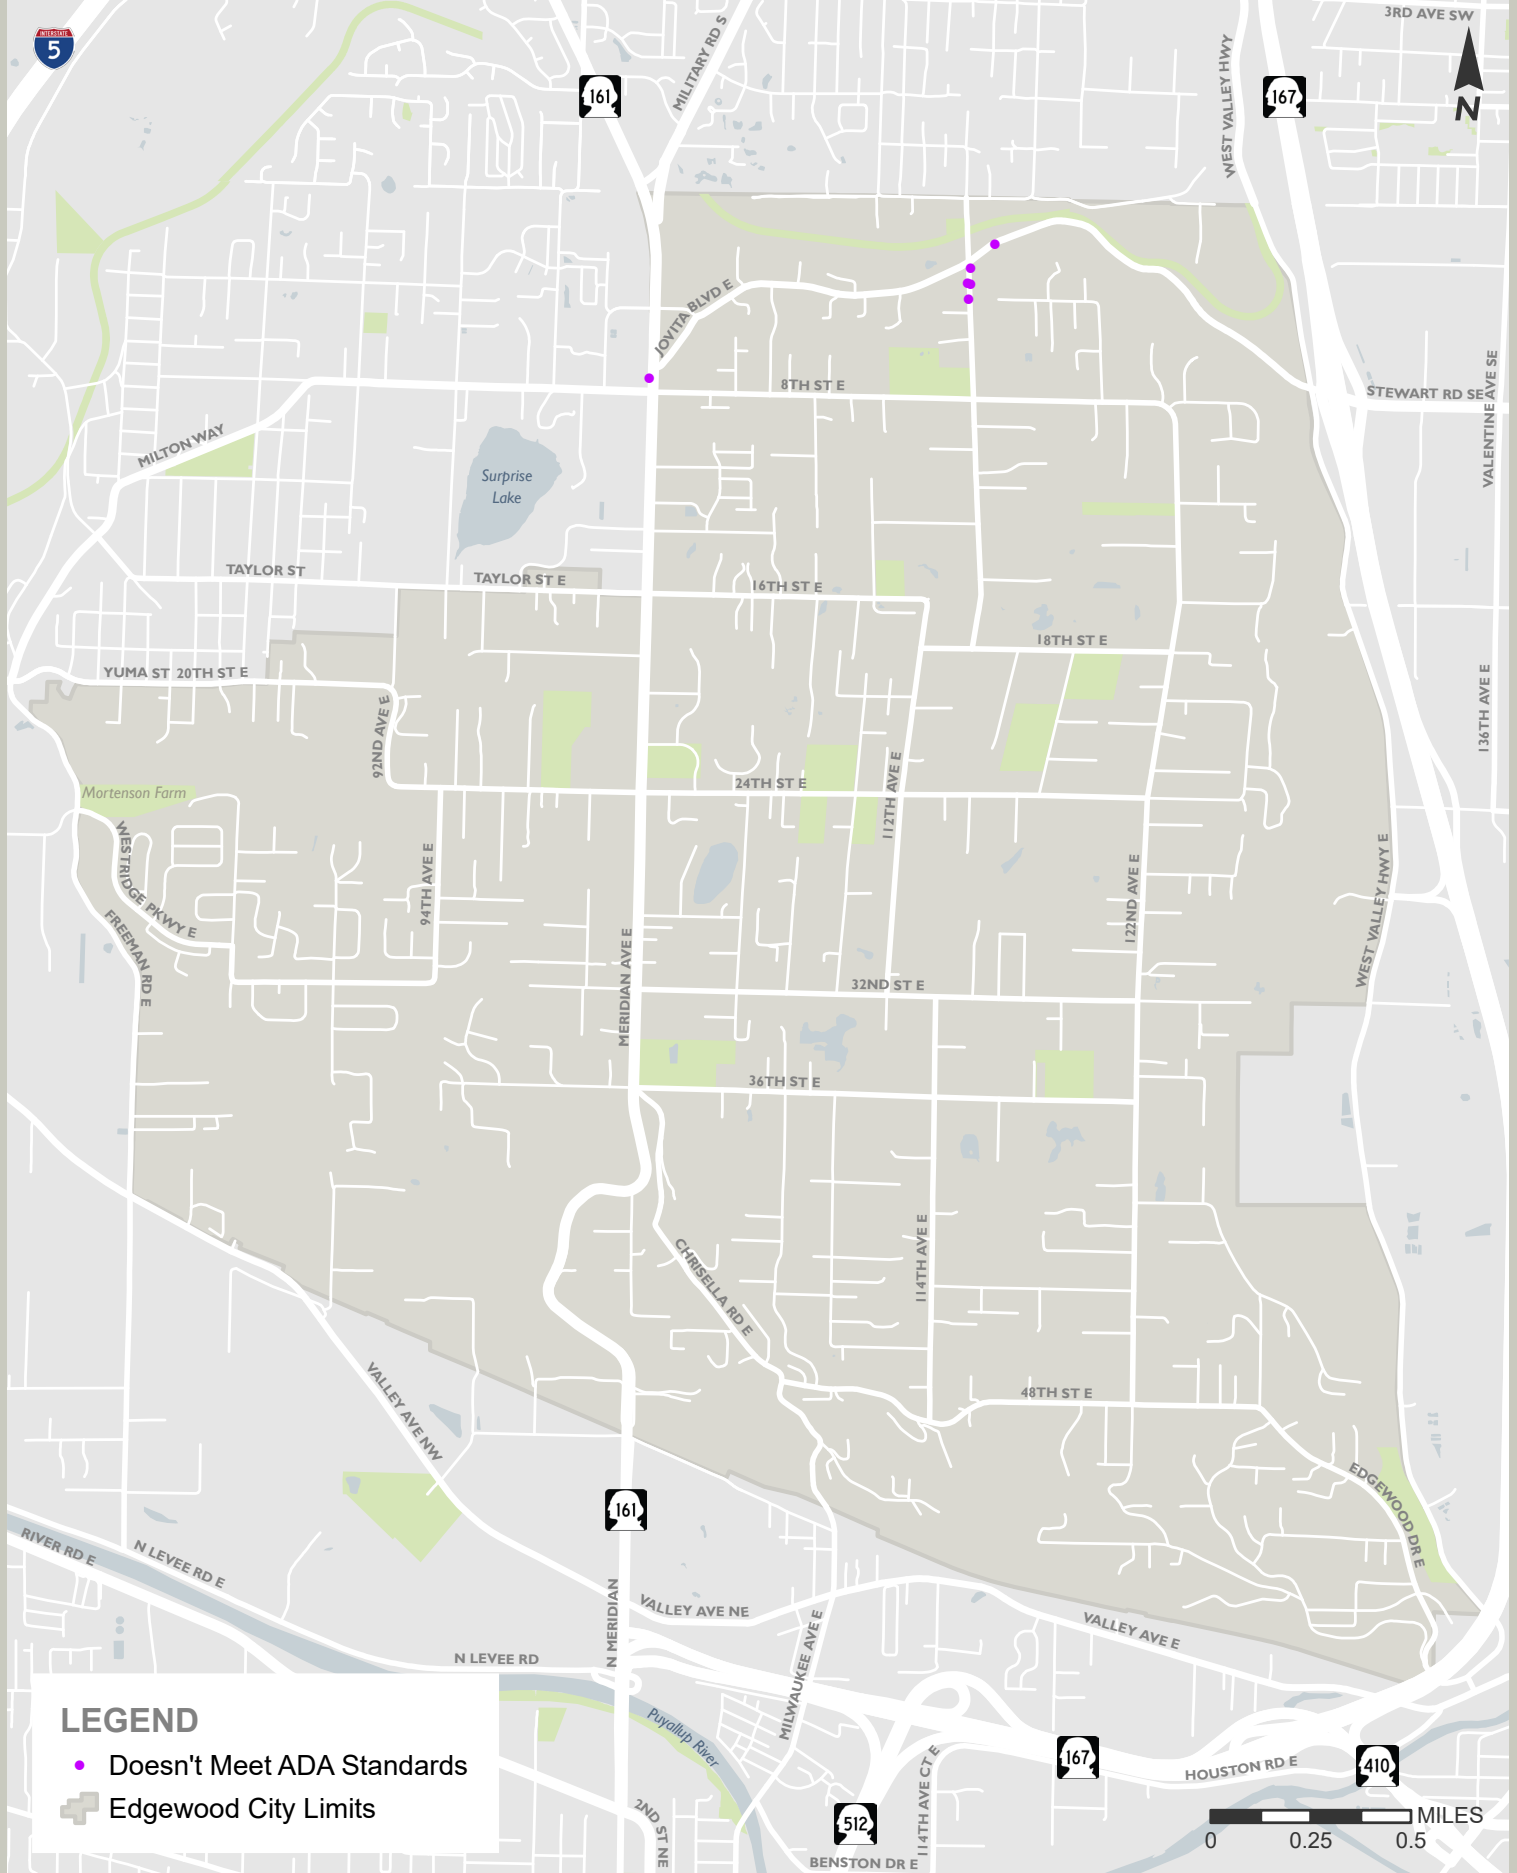 3RD AVE SW
INTERSTATE
5
161
MILITARY RD S
WEST VALLEY HWY
167
N
JOVITA BLVD E
8TH ST E
STEWART RD SE
VALENTINE AVE SE
MILTON WAY
Surprise
Lake
TAYLOR ST
TAYLOR ST E
16TH ST E
18TH ST E
YUMA ST
20TH ST E
136TH AVE E
92ND AVE E
24TH ST E
112TH AVE E
Mortenson Farm
WESTRIDGE PKWY E
94TH AVE E
122ND AVE E
WEST VALLEY HWY E
FREEMAN RD E
MERIDIAN AVE E
32ND ST E
36TH ST E
CHRISELLA RD E
114TH AVE E
VALLEY AVE NW
48TH ST E
EDGEWOOD DR E
161
RIVER RD E
N LEVEE RD E
N MERIDIAN
VALLEY AVE NE
MILWAUKEE AVE E
VALLEY AVE E
N LEVEE RD
Puyallup River
LEGEND
Doesn't Meet ADA Standards
Edgewood City Limits
2ND ST NE
512
114TH AVE CT E
167
HOUSTON RD E
410
BENSTON DR E
MILES
0
0.25
0.5